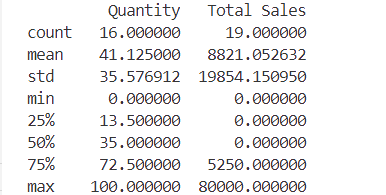 Quantity Total Sales
count 16.000000 19.000000
mean 41.125000 8821.052632
std 35.576912 19854.150950
min 0.000000 0.000000
25% 13.500000 0.000000
50% 35.000000 0.000000
75% 72.500000 5250.000000
max 100.000000 80000.000000